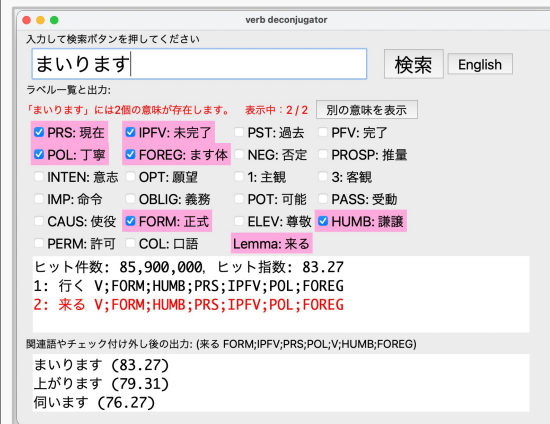 verb deconjugator
入力して検索ボタンを押してください
まいります 検索 English
ラベル一覧と出力:
「まいります」には2個の意味が存在します。 表示中：2 / 2 別の意味を表示
PRS: 現在 IPFV: 未完了 PST: 過去 PFV: 完了
POL: 丁寧 FOREG: ます体 NEG: 否定 PROSP: 推量
INTEN: 意志 OPT: 願望 1: 主観 3: 客観
IMP: 命令 OBLIG: 義務 POT: 可能 PASS: 受動
CAUS: 使役 FORM: 正式 ELEV: 尊敬 HUMB: 謙譲
PERM: 許可 COL: 口語 Lemma: 来る
ヒット件数: 85,900,000, ヒット指数: 83.27
1: 行く V;FORM;HUMB;PRS;IPFV;POL;FOREG
2: 来る V;FORM;HUMB;PRS;IPFV;POL;FOREG
関連語やチェック付け外し後の出力: (来る FORM;IPFV;PRS;POL;V;HUMB;FOREG)
まいります (83.27)
上がります (79.31)
伺います (76.27)